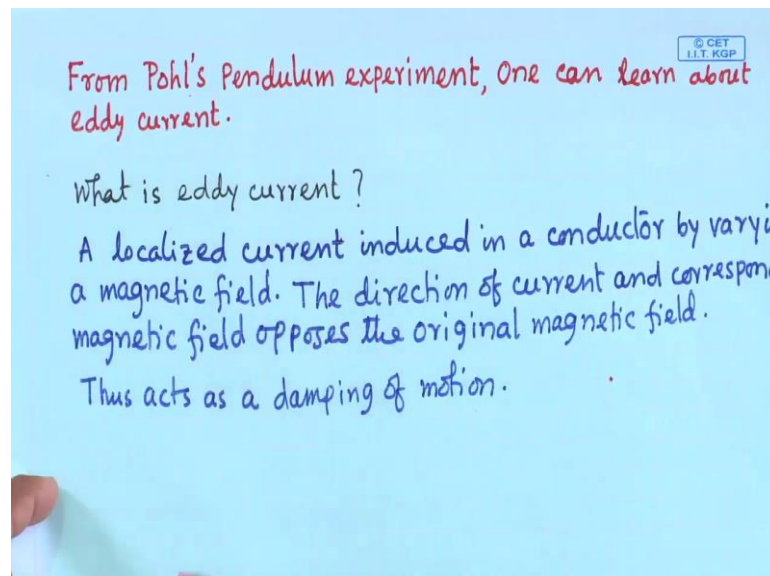 © CET
I.I.T. KGP
From Pohl's Pendulum experiment, One can learn about
eddy current.
What is eddy current?
A localized current induced in a conductor by varyi
a magnetic field. The direction of current and correspon
magnetic field opposes the original magnetic field.
Thus acts as a damping of motion.